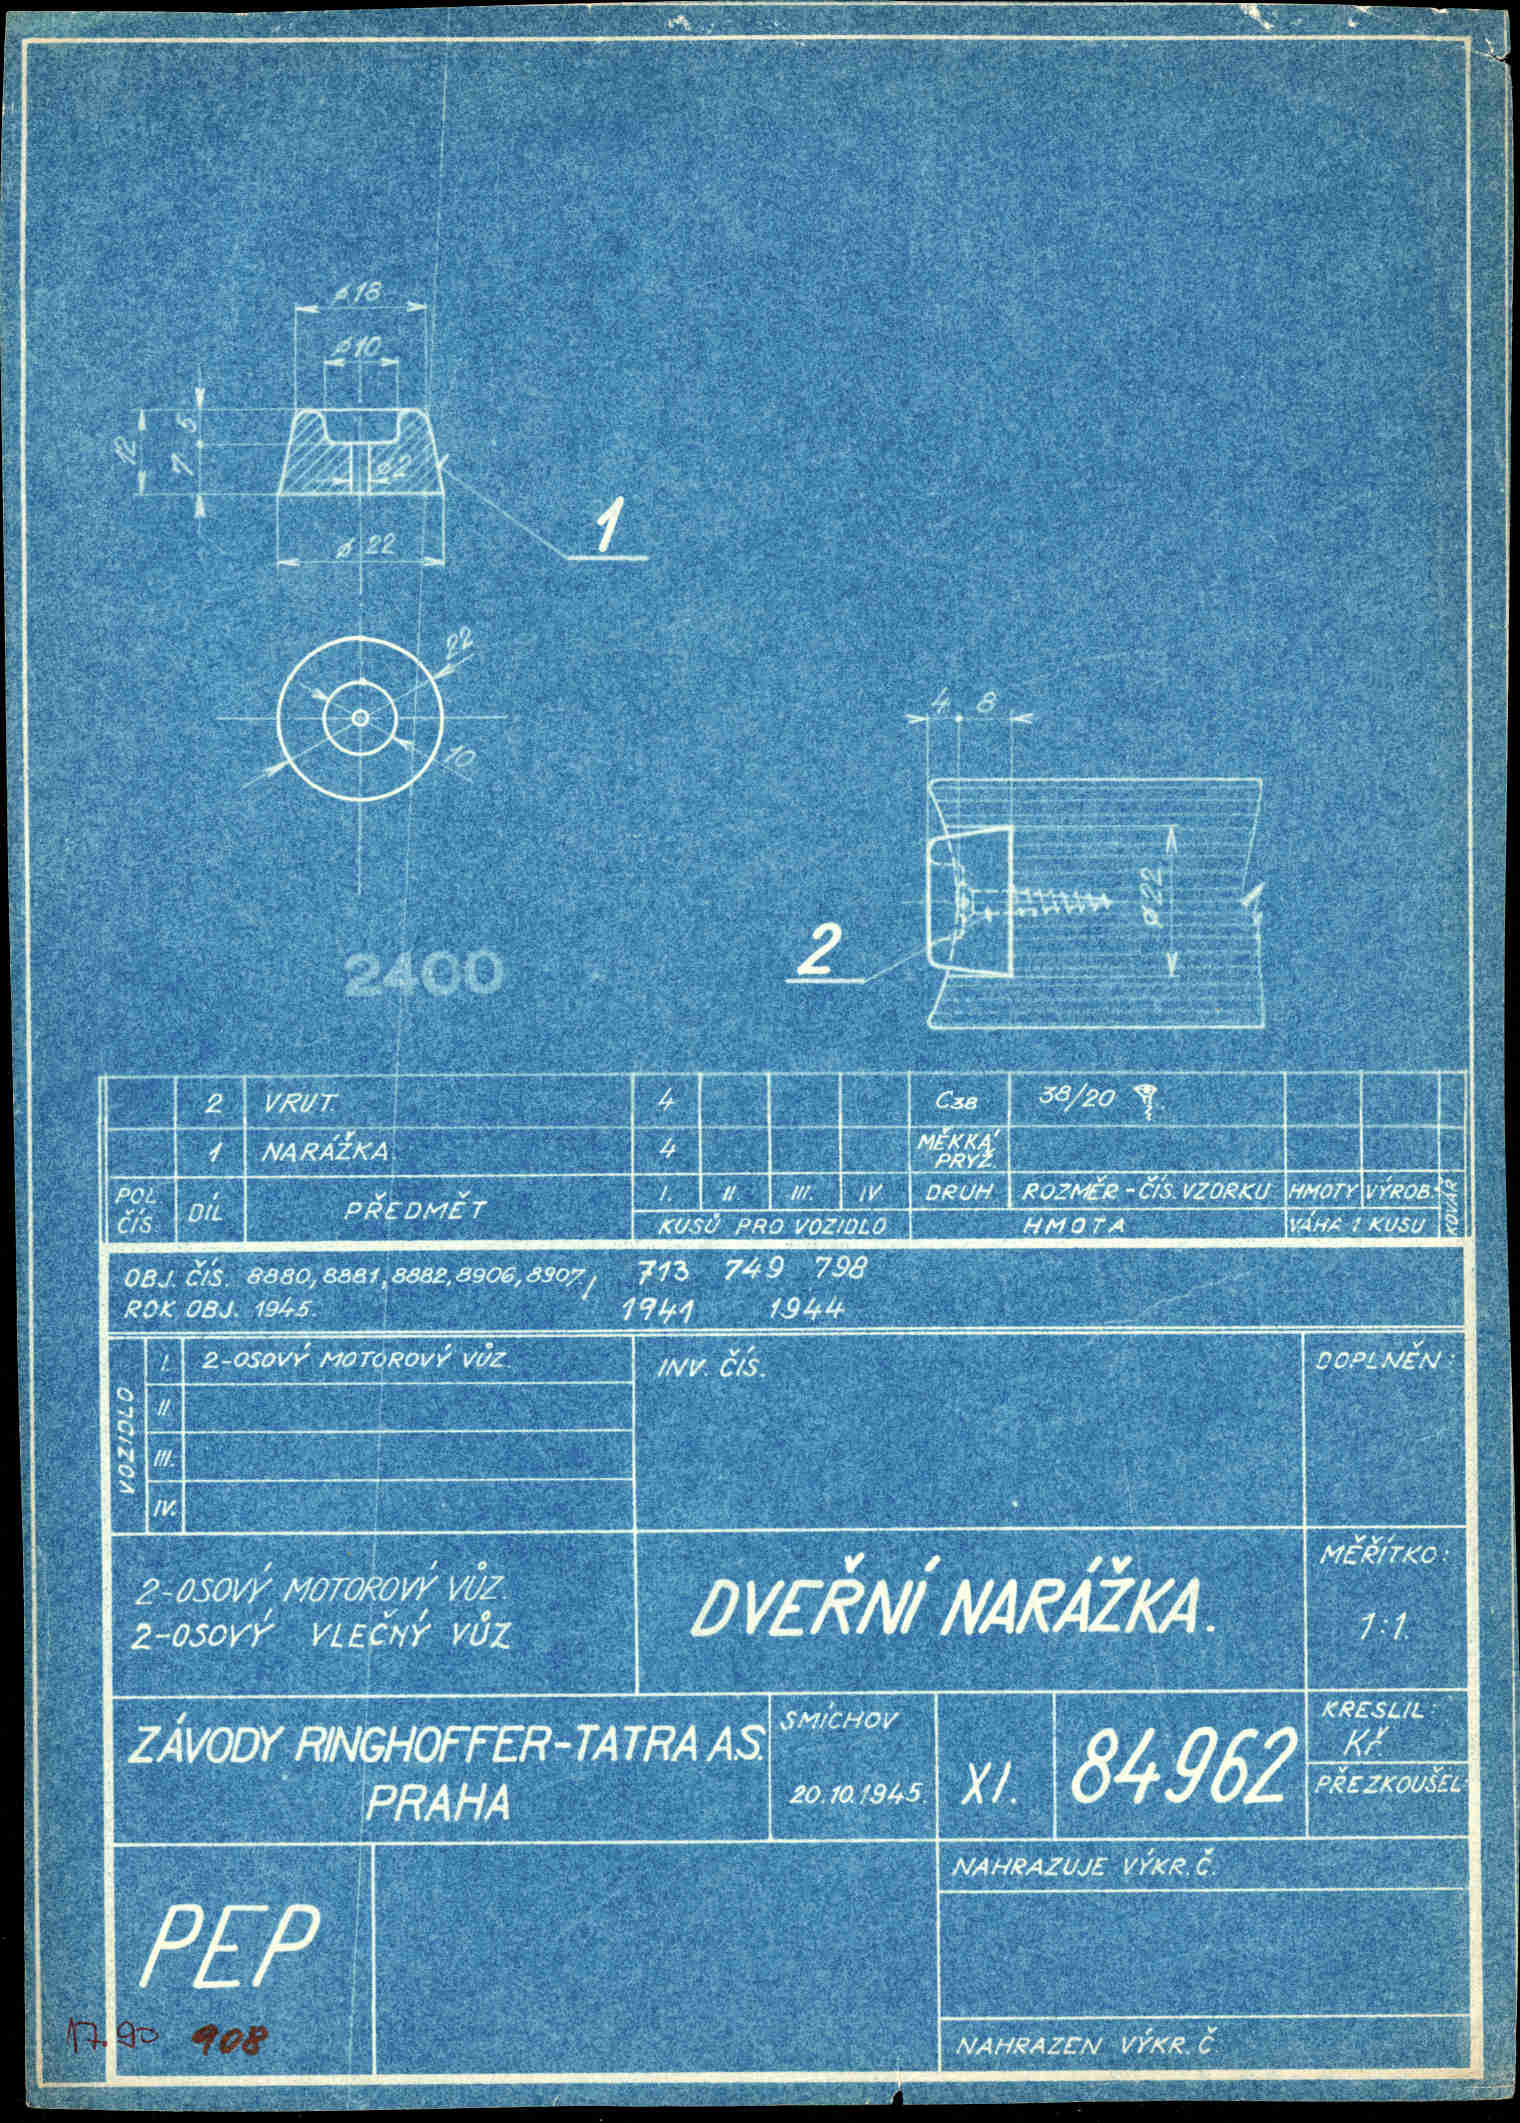 ⌀18
⌀10
12
5
7
⌀2
1
⌀ 22
22
10
4 8
⌀22
2
2400
2 VRUT. 4 C38 38/20
1 NARÁŽKA. 4 MĚKKÁ
PRYŽ.
POL. ČÍS. DÍL PŘEDMĚT I. II. III. IV. DRUH ROZMĚR - ČÍS. VZORKU HMOTY VÝROB. KOVÁŘ
KUSŮ PRO VOZIDLO HMOTA VÁHA 1 KUSU
OBJ. ČÍS. 8880, 8881, 8882, 8906, 8907, 713 749 798
ROK OBJ. 1945. 1941 1944
VOZIDLO
I. 2-OSOVÝ MOTOROVÝ VŮZ.
II.
III.
IV.
INV. ČÍS.
DOPLNĚN:
2-OSOVÝ MOTOROVÝ VŮZ.
2-OSOVÝ VLEČNÝ VŮZ
DVEŘNÍ NARÁŽKA.
MĚŘÍTKO:
1:1.
ZÁVODY RINGHOFFER-TATRA A.S.
PRAHA
SMÍCHOV
20.10.1945.
XI.
84962
KRESLIL:
Kř.
PŘEZKOUŠEL:
PEP
NAHRAZUJE VÝKR. Č.
NAHRAZEN VÝKR. Č
17.90 908